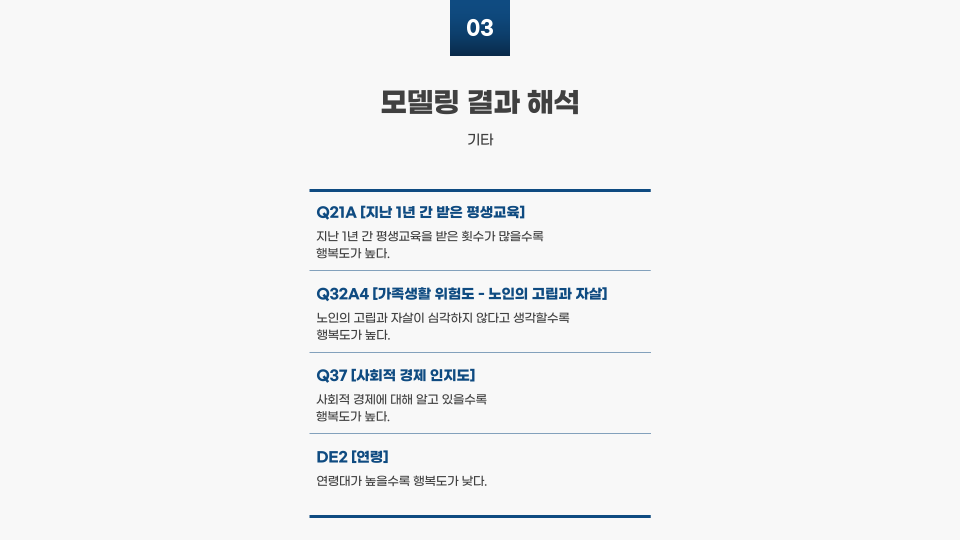 03
모델링 결과 해석
기타
Q21A [지난 1년 간 받은 평생교육]
지난 1년 간 평생교육을 받은 횟수가 많을수록
행복도가 높다.
Q32A4 [가족생활 위험도 - 노인의 고립과 자살]
노인의 고립과 자살이 심각하지 않다고 생각할수록
행복도가 높다.
Q37 [사회적 경제 인지도]
사회적 경제에 대해 알고 있을수록
행복도가 높다.
DE2 [연령]
연령대가 높을수록 행복도가 낮다.